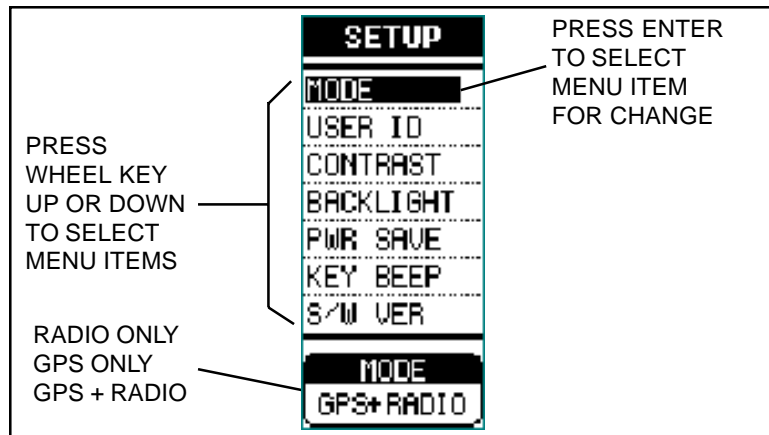 SETUP
MODE
USER ID
CONTRAST
BACKLIGHT
PWR SAVE
KEY BEEP
S/W VER
MODE
GPS+RADIO
PRESS ENTER
TO SELECT
MENU ITEM
FOR CHANGE
PRESS
WHEEL KEY
UP OR DOWN
TO SELECT
MENU ITEMS
RADIO ONLY
GPS ONLY
GPS + RADIO